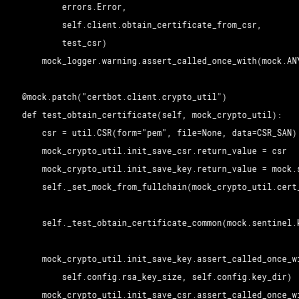 errors.Error,
self.client.obtain_certificate_from_csr,
test_csr)
mock_logger.warning.assert_called_once_with(mock.ANY
@mock.patch("certbot.client.crypto_util")
def test_obtain_certificate(self, mock_crypto_util):
csr = util.CSR(form="pem", file=None, data=CSR_SAN)
mock_crypto_util.init_save_csr.return_value = csr
mock_crypto_util.init_save_key.return_value = mock.s
self._set_mock_from_fullchain(mock_crypto_util.cert_
self._test_obtain_certificate_common(mock.sentinel.k
mock_crypto_util.init_save_key.assert_called_once_wi
self.config.rsa_key_size, self.config.key_dir)
mock_crypto_util.init_save_csr.assert_called_once_wi